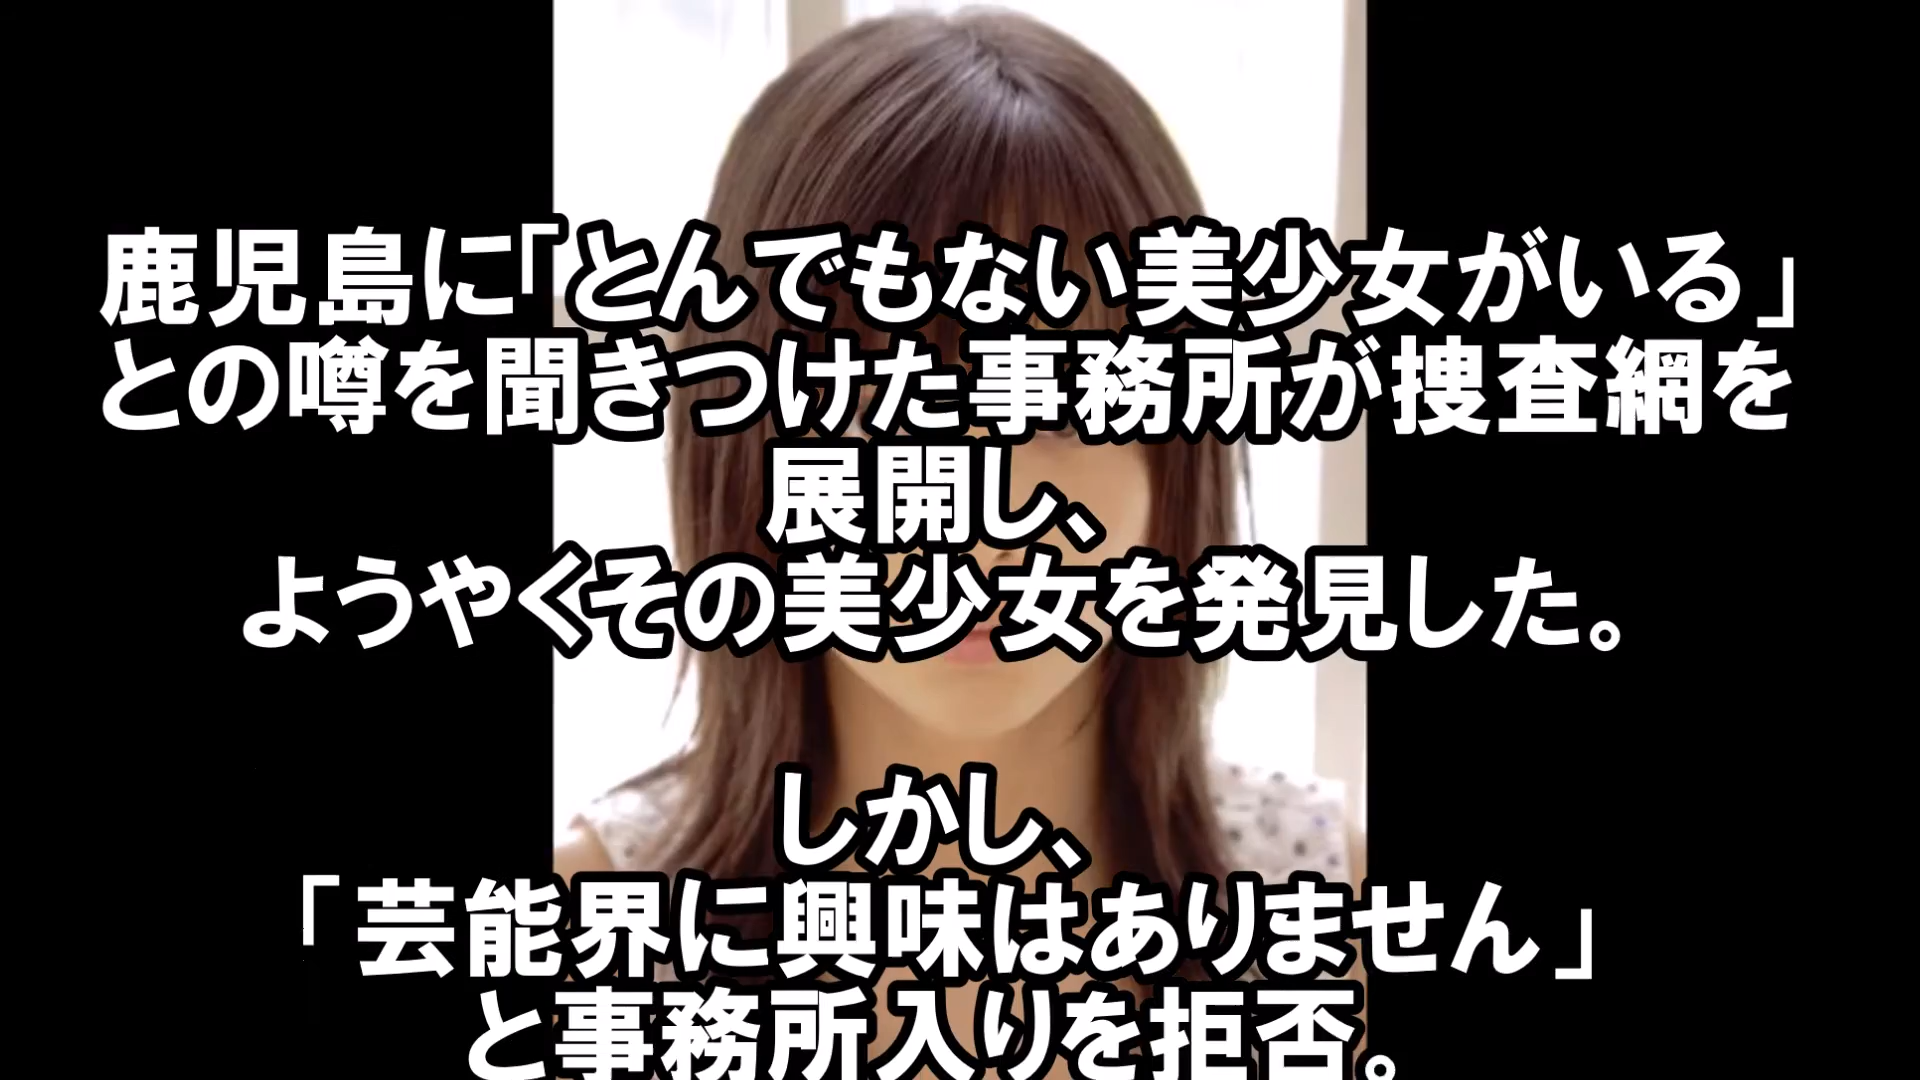 鹿児島に「とんでもない美少女がいる」
との噂を聞きつけた事務所が捜査網を
展開し、
ようやくその美少女を発見した。
しかし、
「芸能界に興味はありません」
と事務所入りを拒否。